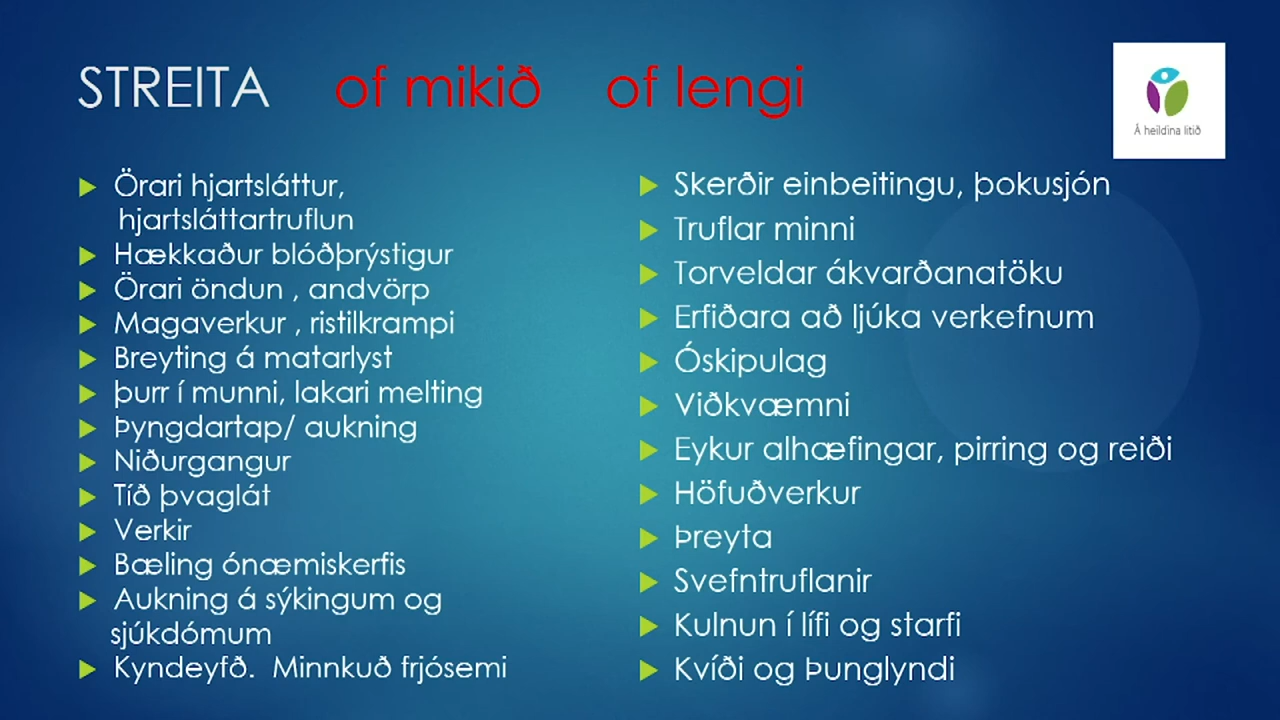 STREITA of mikið of lengi
Á heildina litið
Örari hjartsláttur,
hjartsláttartruflun
Hækkaður blóðþrýstigur
Örari öndun , andvörp
Magaverkur , ristilkrampi
Breyting á matarlyst
þurr í munni, lakari melting
Þyngdartap/ aukning
Niðurgangur
Tíð þvaglát
Verkir
Bæling ónæmiskerfis
Aukning á sýkingum og
sjúkdómum
Kyndeyfð. Minnkuð frjósemi
Skerðir einbeitingu, þokusjón
Truflar minni
Torveldar ákvarðanatöku
Erfiðara að ljúka verkefnum
Óskipulag
Viðkvæmni
Eykur alhæfingar, pirring og reiði
Höfuðverkur
Þreyta
Svefntruflanir
Kulnun í lífi og starfi
Kvíði og Þunglyndi